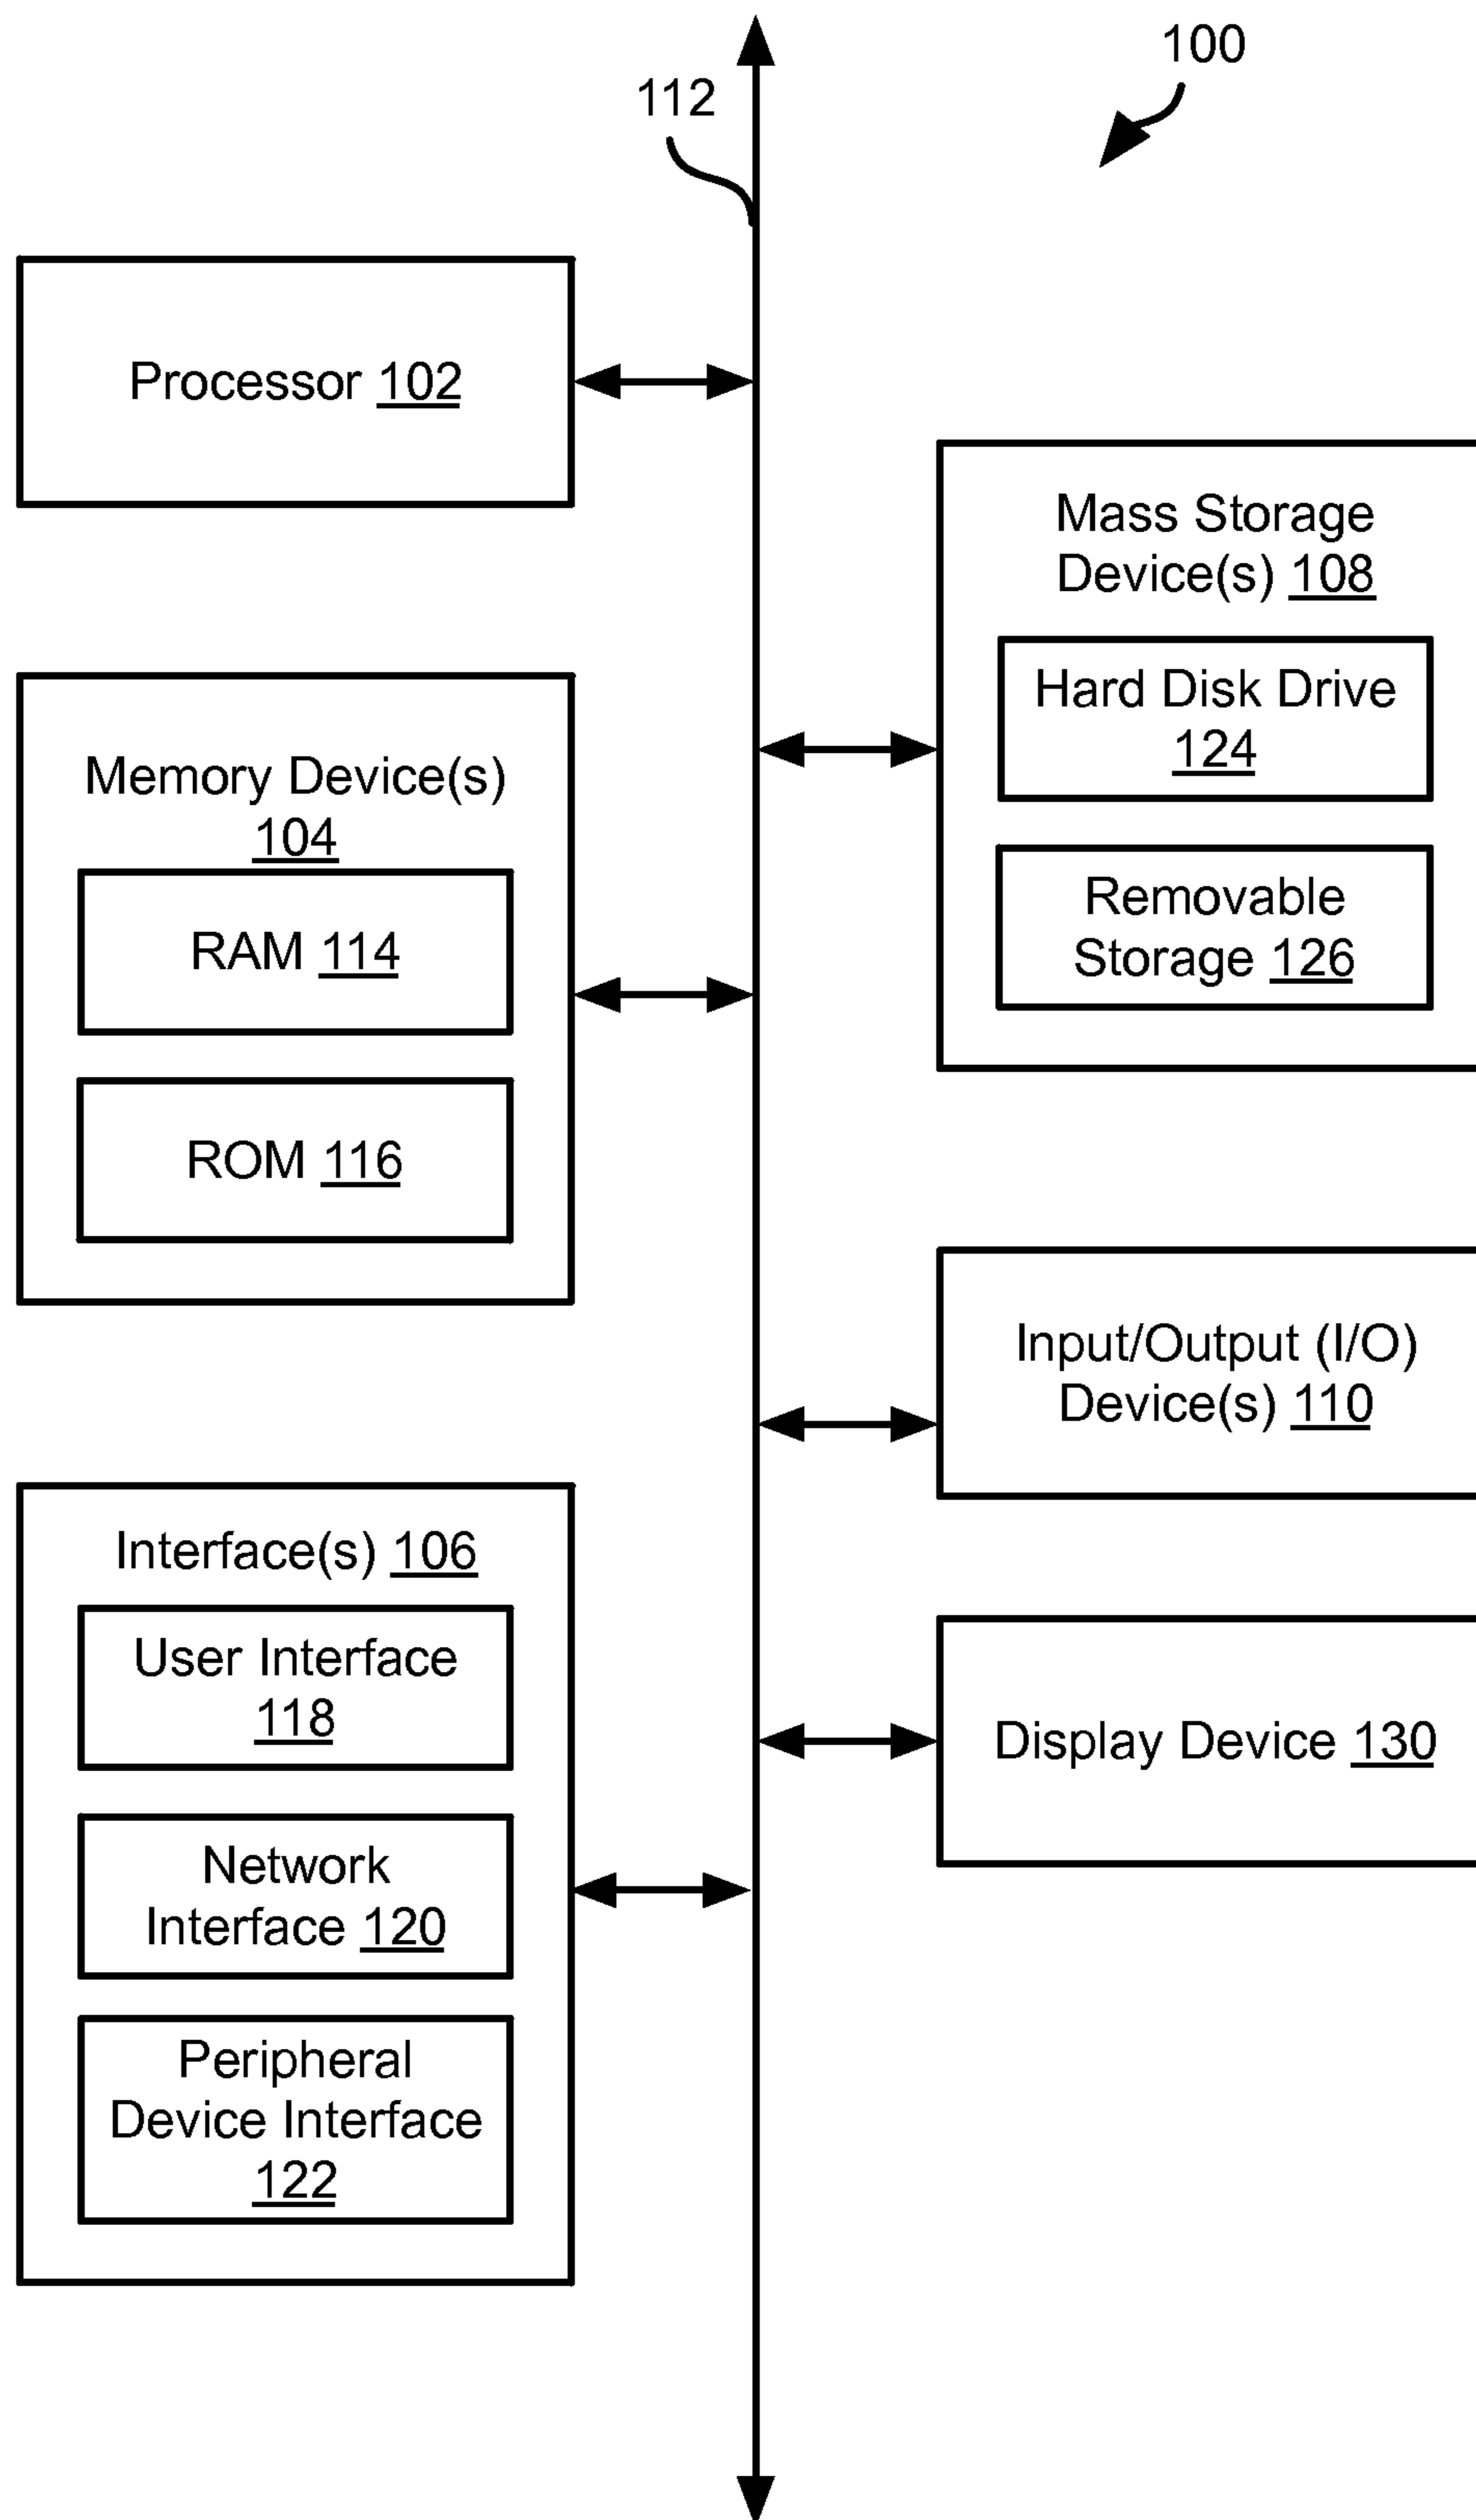 100
112
Processor 102
Mass Storage
Device(s) 108
Hard Disk Drive
124
Removable
Storage 126
Memory Device(s)
104
RAM 114
ROM 116
Input/Output (I/O)
Device(s) 110
Interface(s) 106
User Interface
118
Network
Interface 120
Peripheral
Device Interface
122
Display Device 130